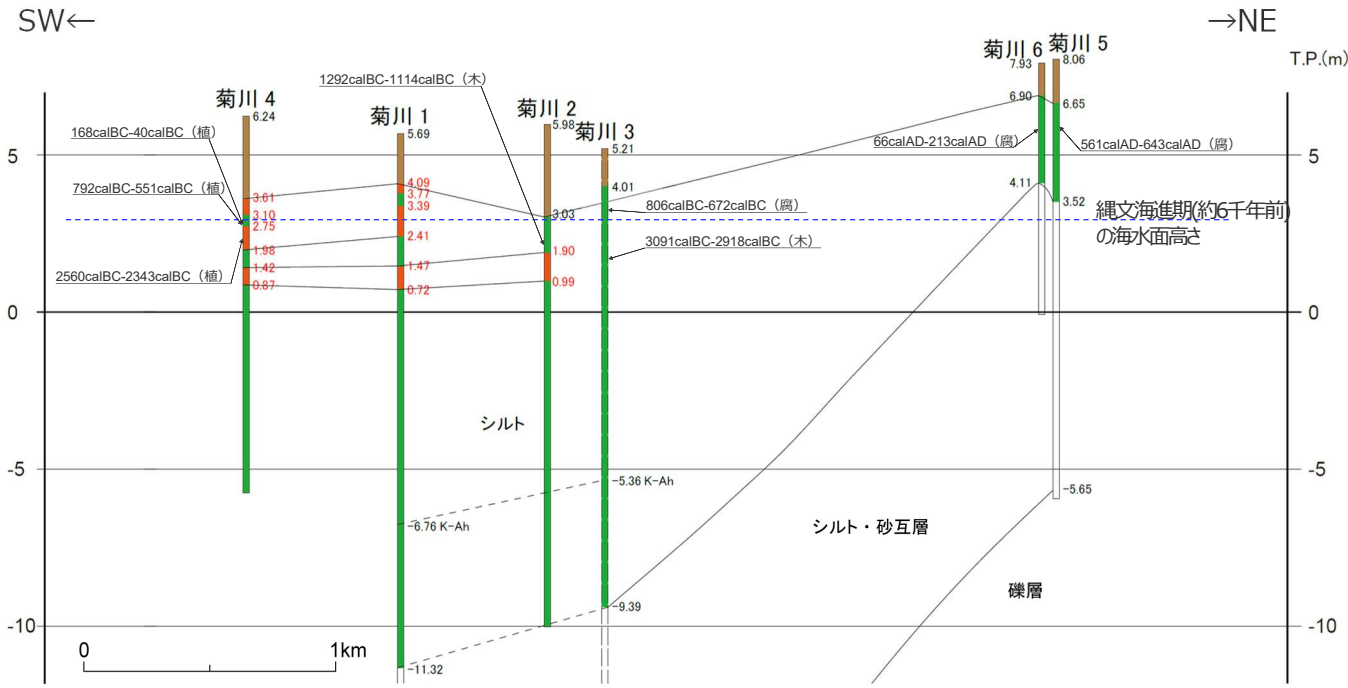 SW←
→NE
T.P.(m)
菊川4
6.24
菊川1
5.69
菊川2
5.98
菊川3
5.21
菊川6
7.93
菊川5
8.06
1292calBC-1114calBC（木）
168calBC-40calBC（植）
792calBC-551calBC（植）
2560calBC-2343calBC（植）
66calAD-213calAD（腐）
561calAD-643calAD（腐）
806calBC-672calBC（腐）
3091calBC-2918calBC（木）
縄文海進期(約6千年前)
の海水面高さ
3.61
3.10
2.75
1.98
1.42
0.87
4.09
3.77
3.39
2.41
1.47
0.72
3.03
1.90
0.99
4.01
6.90
4.11
6.65
3.52
5
0
-5
-10
5
0
-5
-10
シルト
-5.36 K-Ah
-6.76 K-Ah
-5.65
シルト・砂互層
礫層
-9.39
-11.32
0
1km